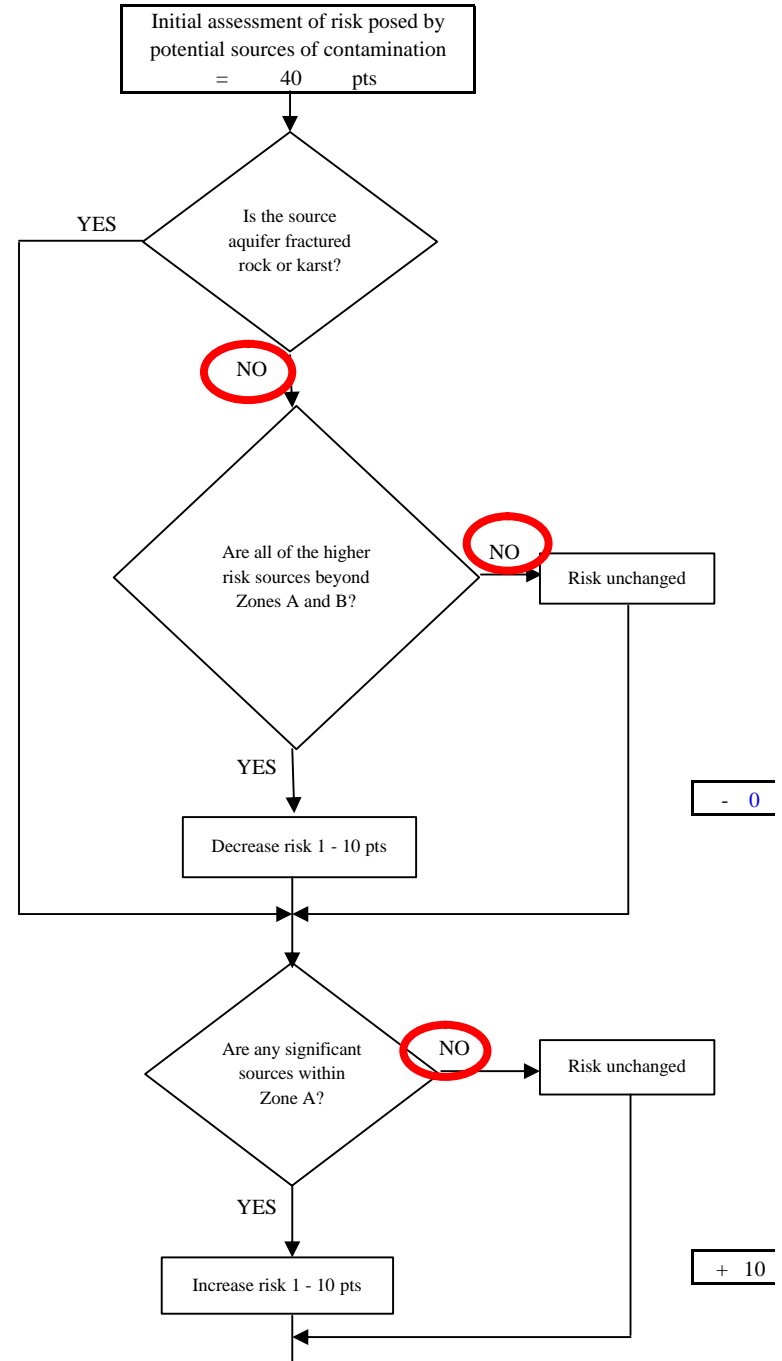 Initial assessment of risk posed by
potential sources of contamination
= 40 pts
YES
Is the source
aquifer fractured
rock or karst?
NO
Are all of the higher
risk sources beyond
Zones A and B?
NO
Risk unchanged
YES
- 0
Decrease risk 1 - 10 pts
Are any significant
sources within
Zone A?
NO
Risk unchanged
YES
+ 10
Increase risk 1 - 10 pts